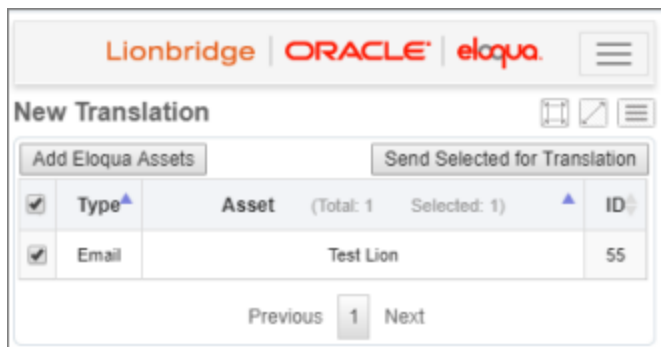 Lionbridge | ORACLE® | eloqua.
New Translation
Add Eloqua Assets Send Selected for Translation
Type Asset (Total: 1 Selected: 1) ID
Email Test Lion 55
Previous 1 Next